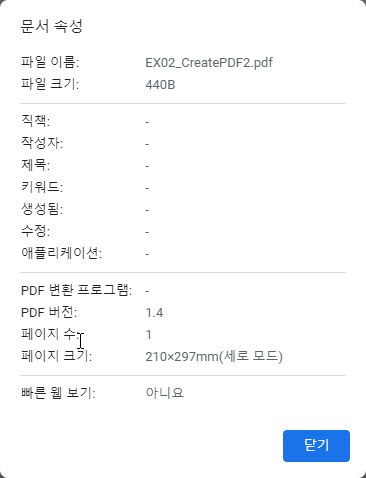 문서 속성
파일 이름: EX02_CreatePDF2.pdf
파일 크기: 440B
직책: -
작성자: -
제목: -
키워드: -
생성됨: -
수정: -
애플리케이션: -
PDF 변환 프로그램: -
PDF 버전: 1.4
페이지 수: 1
페이지 크기: 210×297mm(세로 모드)
빠른 웹 보기: 아니요
닫기